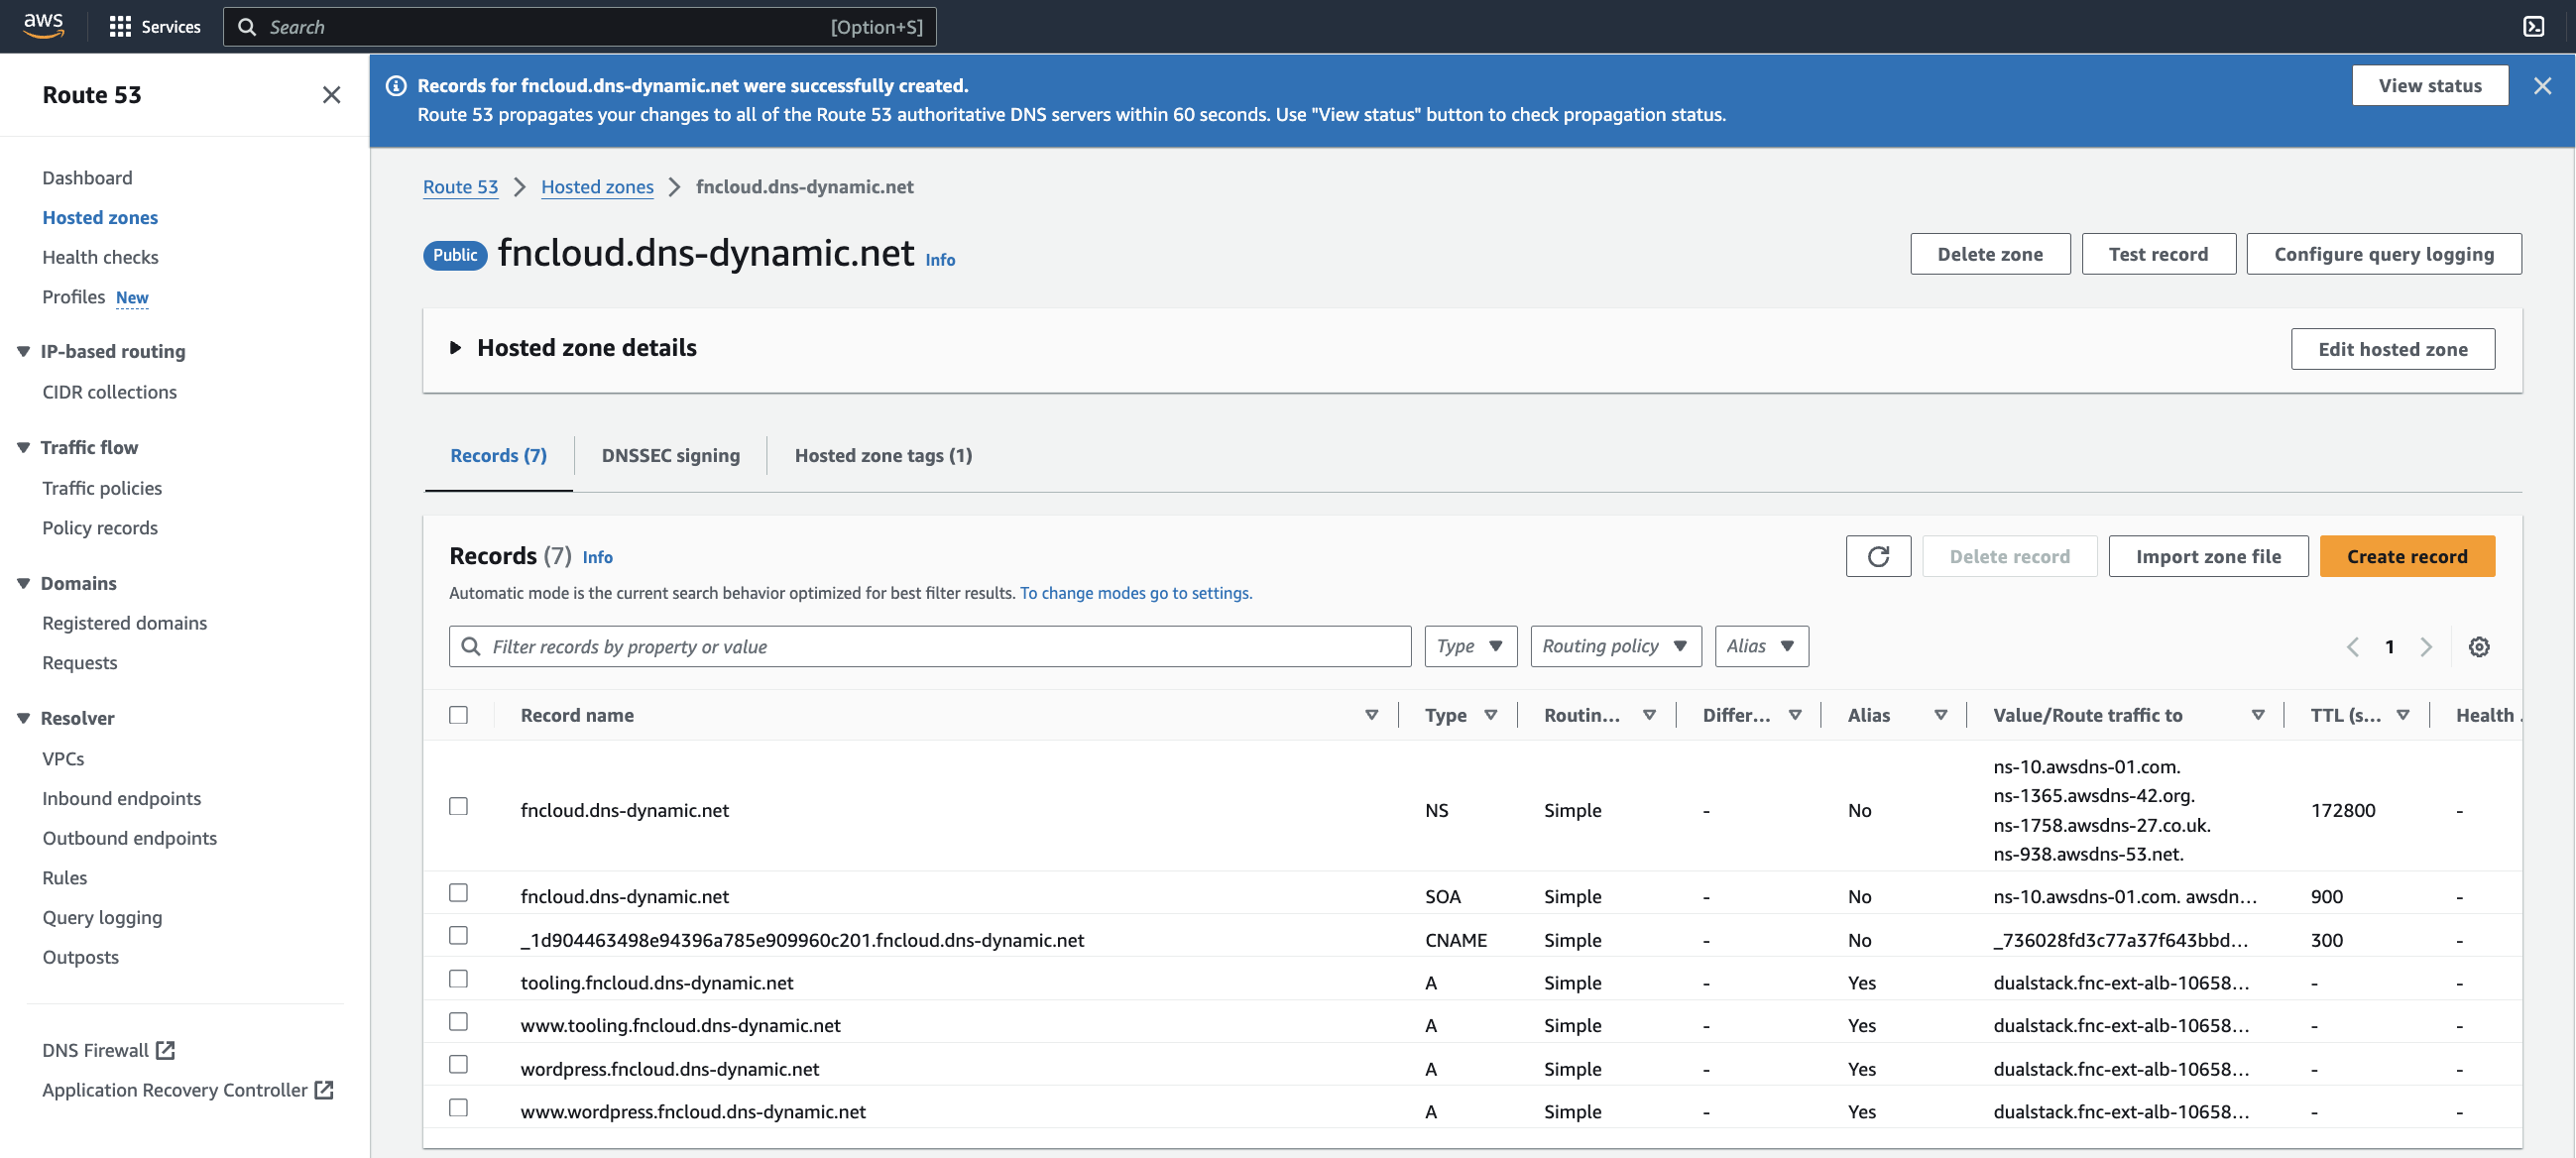 aws Services Search [Option+S]
Route 53
Dashboard
Hosted zones
Health checks
Profiles New
IP-based routing
CIDR collections
Traffic flow
Traffic policies
Policy records
Domains
Registered domains
Requests
Resolver
VPCs
Inbound endpoints
Outbound endpoints
Rules
Query logging
Outposts
DNS Firewall
Application Recovery Controller
Records for fncloud.dns-dynamic.net were successfully created.
Route 53 propagates your changes to all of the Route 53 authoritative DNS servers within 60 seconds. Use "View status" button to check propagation status.
View status
Route 53 Hosted zones fncloud.dns-dynamic.net
Public fncloud.dns-dynamic.net Info
Delete zone Test record Configure query logging
Hosted zone details Edit hosted zone
Records (7) DNSSEC signing Hosted zone tags (1)
Records (7) Info
Delete record Import zone file Create record
Automatic mode is the current search behavior optimized for best filter results. To change modes go to settings.
Filter records by property or value Type Routing policy Alias 1
Record name Type Routin... Differ... Alias Value/Route traffic to TTL (s... Health .
fncloud.dns-dynamic.net NS Simple - No ns-10.awsdns-01.com.
ns-1365.awsdns-42.org.
ns-1758.awsdns-27.co.uk.
ns-938.awsdns-53.net. 172800 -
fncloud.dns-dynamic.net SOA Simple - No ns-10.awsdns-01.com. awsdn... 900 -
_1d904463498e94396a785e909960c201.fncloud.dns-dynamic.net CNAME Simple - No _736028fd3c77a37f643bbd... 300 -
tooling.fncloud.dns-dynamic.net A Simple - Yes dualstack.fnc-ext-alb-10658... - -
www.tooling.fncloud.dns-dynamic.net A Simple - Yes dualstack.fnc-ext-alb-10658... - -
wordpress.fncloud.dns-dynamic.net A Simple - Yes dualstack.fnc-ext-alb-10658... - -
www.wordpress.fncloud.dns-dynamic.net A Simple - Yes dualstack.fnc-ext-alb-10658... - -